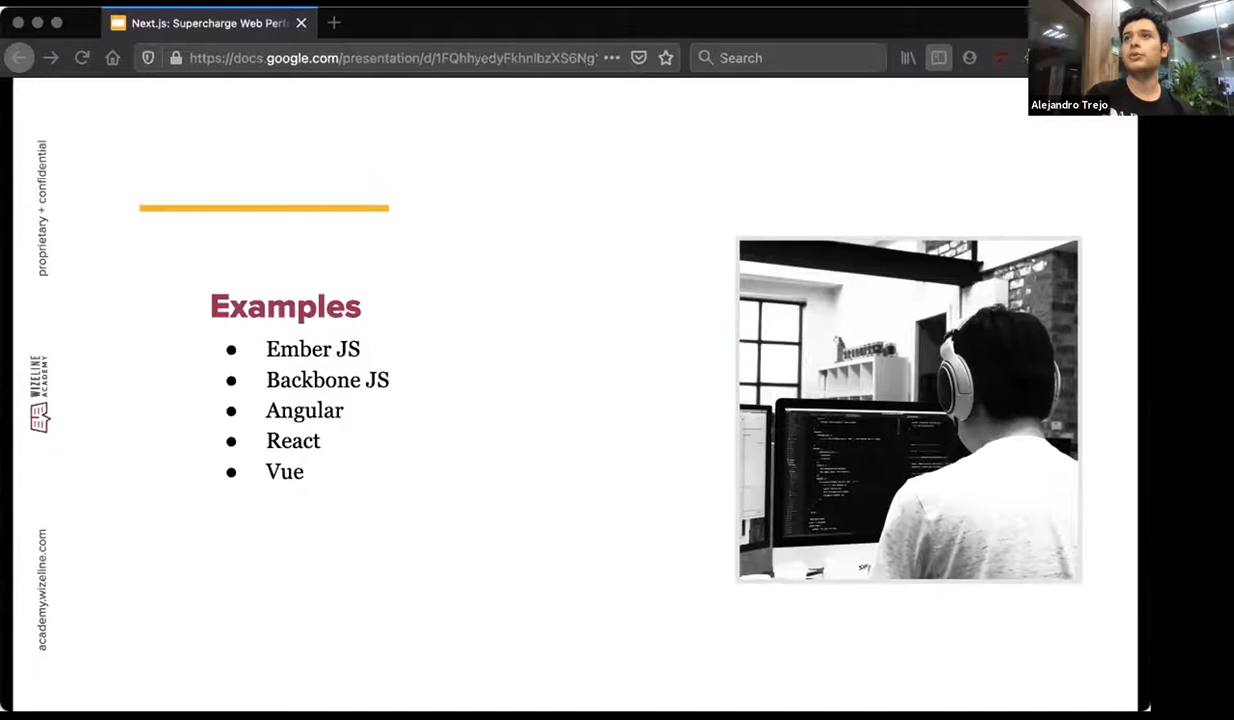 Next.js: Supercharge Web Perf
https://docs.google.com/presentation/d/1FQhhyedyFkhnlbzXS6Ng
Search
Alejandro Trejo
proprietary + confidential
WIZELINE
ACADEMY
academy.wizeline.com
Examples
● Ember JS
● Backbone JS
● Angular
● React
● Vue